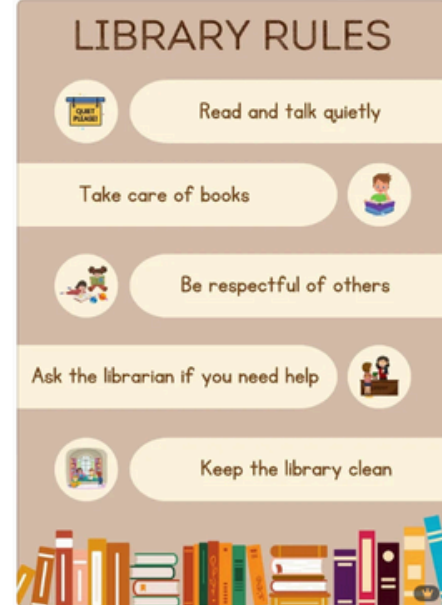 LIBRARY RULES
QUIET
PLEASE!
Read and talk quietly
Take care of books
Be respectful of others
Ask the librarian if you need help
Keep the library clean